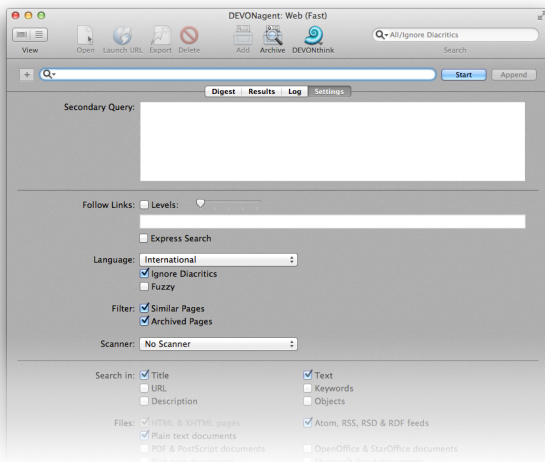 DEVONagent: Web (Fast)
All/Ignore Diacritics
View Open Launch URL Export Delete Add Archive DEVONthink Search
+ Start Append
Digest Results Log Settings
Secondary Query:
Follow Links: Levels:
Express Search
Language: International
Ignore Diacritics
Fuzzy
Filter: Similar Pages
Archived Pages
Scanner: No Scanner
Search in: Title Text
URL Keywords
Description Objects
Files: HTML & XHTML pages Atom, RSS, RSD & RDF feeds
Plain text documents
PDF & PostScript documents OpenOffice & StarOffice documents